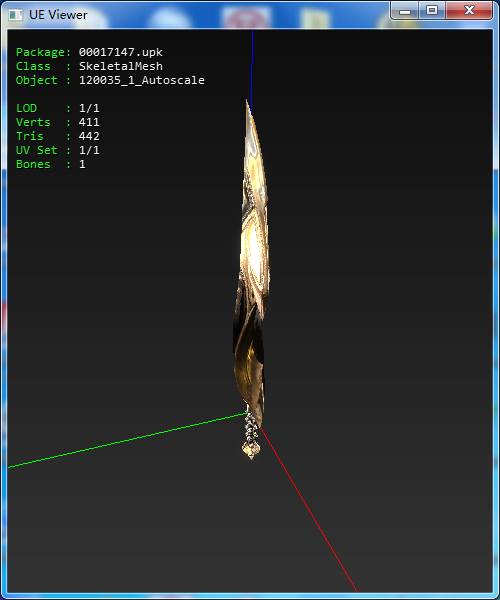 UE Viewer
Package: 00017147.upk
Class : SkeletalMesh
Object : 120035_1_Autoscale
LOD : 1/1
Verts : 411
Tris : 442
UV Set : 1/1
Bones : 1